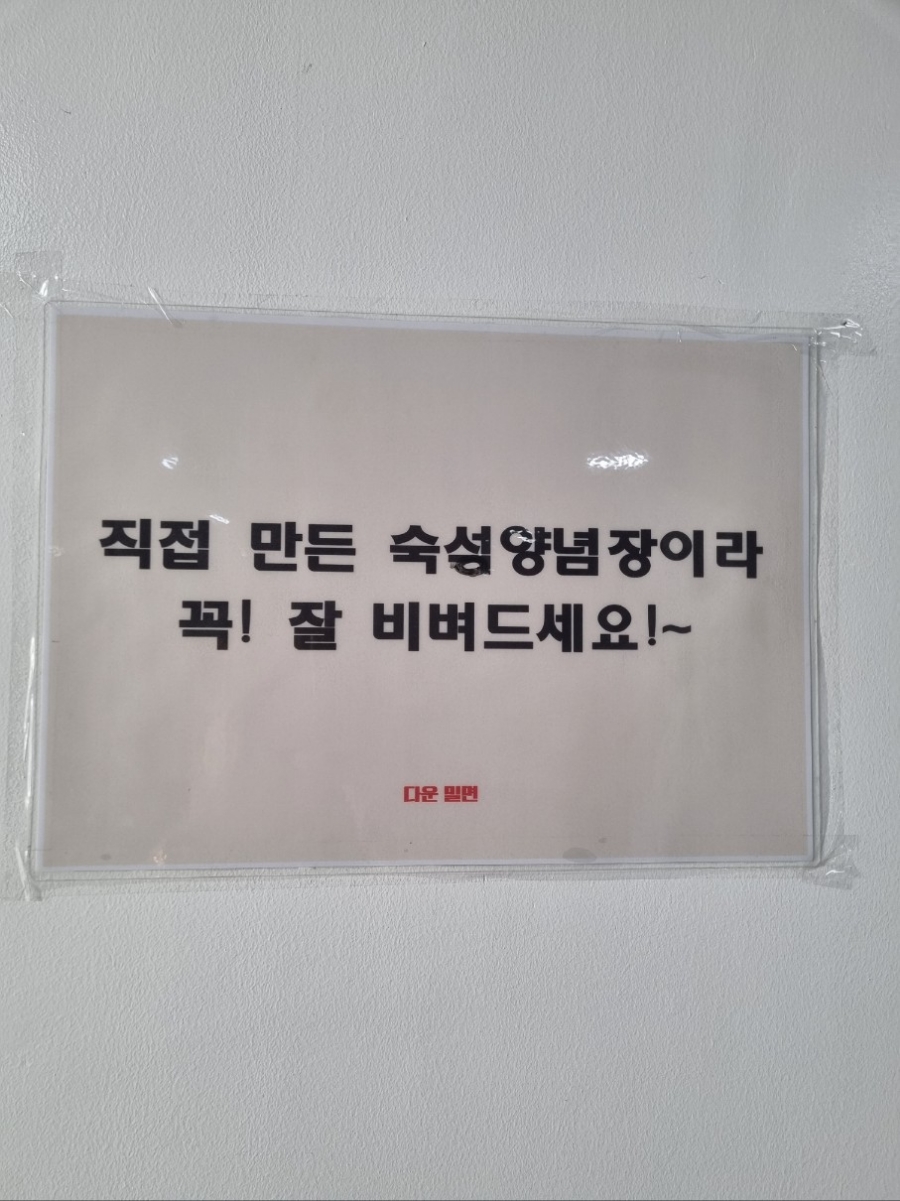 직접 만든 숙성양념장이라
꼭! 잘 비벼드세요!~
다운 밀면